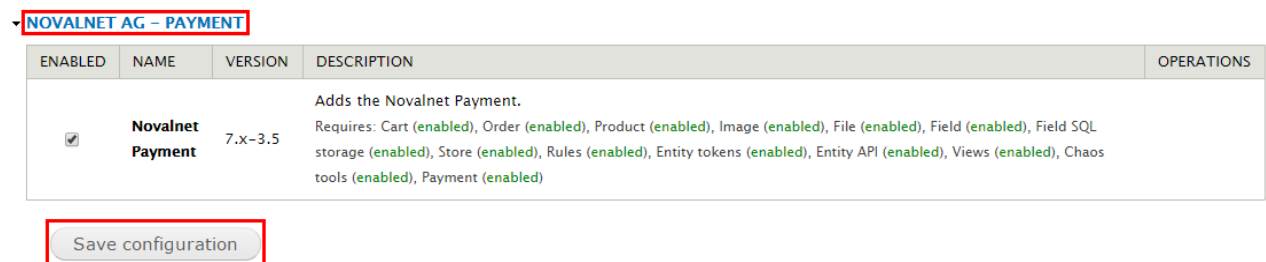 NOVALNET AG – PAYMENT
ENABLED NAME VERSION DESCRIPTION OPERATIONS
Adds the Novalnet Payment.
Novalnet Payment 7.x-3.5 Requires: Cart (enabled), Order (enabled), Product (enabled), Image (enabled), File (enabled), Field (enabled), Field SQL
storage (enabled), Store (enabled), Rules (enabled), Entity tokens (enabled), Entity API (enabled), Views (enabled), Chaos
tools (enabled), Payment (enabled)
Save configuration